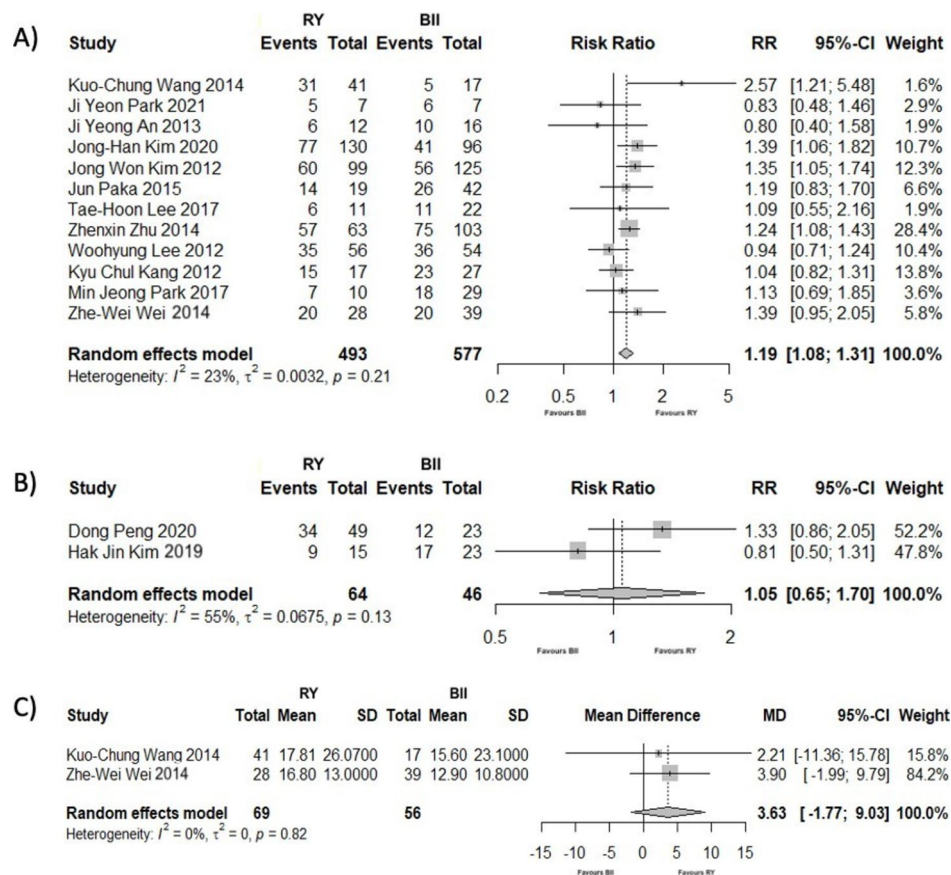 A)
RY BII
Study Events Total Events Total Risk Ratio RR 95%-CI Weight
Kuo-Chung Wang 2014 31 41 5 17 2.57 [1.21; 5.48] 1.6%
Ji Yeon Park 2021 5 7 6 7 0.83 [0.48; 1.46] 2.9%
Ji Yeong An 2013 6 12 10 16 0.80 [0.40; 1.58] 1.9%
Jong-Han Kim 2020 77 130 41 96 1.39 [1.06; 1.82] 10.7%
Jong Won Kim 2012 60 99 56 125 1.35 [1.05; 1.74] 12.3%
Jun Paka 2015 14 19 26 42 1.19 [0.83; 1.70] 6.6%
Tae-Hoon Lee 2017 6 11 11 22 1.09 [0.55; 2.16] 1.9%
Zhenxin Zhu 2014 57 63 75 103 1.24 [1.08; 1.43] 28.4%
Woohyung Lee 2012 35 56 36 54 0.94 [0.71; 1.24] 10.4%
Kyu Chul Kang 2012 15 17 23 27 1.04 [0.82; 1.31] 13.8%
Min Jeong Park 2017 7 10 18 29 1.13 [0.69; 1.85] 3.6%
Zhe-Wei Wei 2014 20 28 20 39 1.39 [0.95; 2.05] 5.8%
Random effects model 493 577 1.19 [1.08; 1.31] 100.0%
Heterogeneity: I² = 23%, τ² = 0.0032, p = 0.21
0.2 0.5 1 2 5
Favours BII Favours RY
B)
RY BII
Study Events Total Events Total Risk Ratio RR 95%-CI Weight
Dong Peng 2020 34 49 12 23 1.33 [0.86; 2.05] 52.2%
Hak Jin Kim 2019 9 15 17 23 0.81 [0.50; 1.31] 47.8%
Random effects model 64 46 1.05 [0.65; 1.70] 100.0%
Heterogeneity: I² = 55%, τ² = 0.0675, p = 0.13
0.5 1 2
Favours BII Favours RY
C)
RY BII
Study Total Mean SD Total Mean SD Mean Difference MD 95%-CI Weight
Kuo-Chung Wang 2014 41 17.81 26.0700 17 15.60 23.1000 2.21 [-11.36; 15.78] 15.8%
Zhe-Wei Wei 2014 28 16.80 13.0000 39 12.90 10.8000 3.90 [ -1.99; 9.79] 84.2%
Random effects model 69 56 3.63 [ -1.77; 9.03] 100.0%
Heterogeneity: I² = 0%, τ² = 0, p = 0.82
-15 -10 -5 0 5 10 15
Favours BII Favours RY